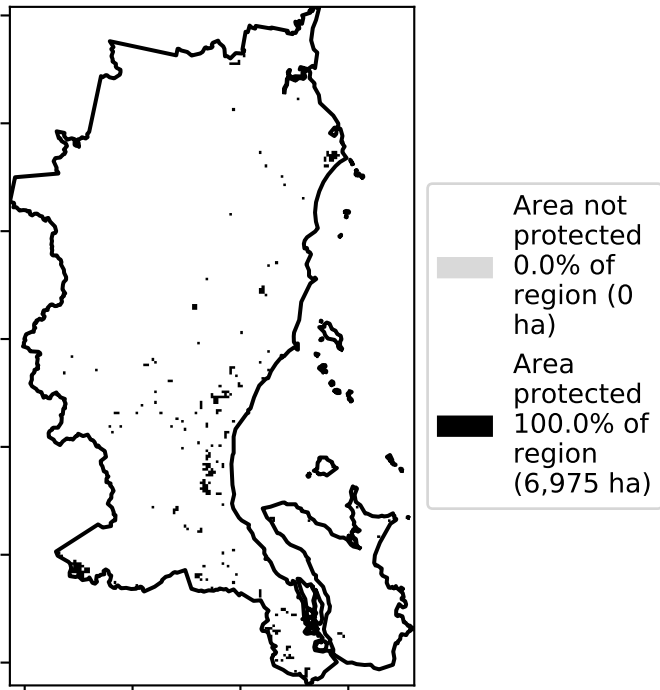 Area not
protected
0.0% of
region (0
ha)
Area
protected
100.0% of
region
(6,975 ha)